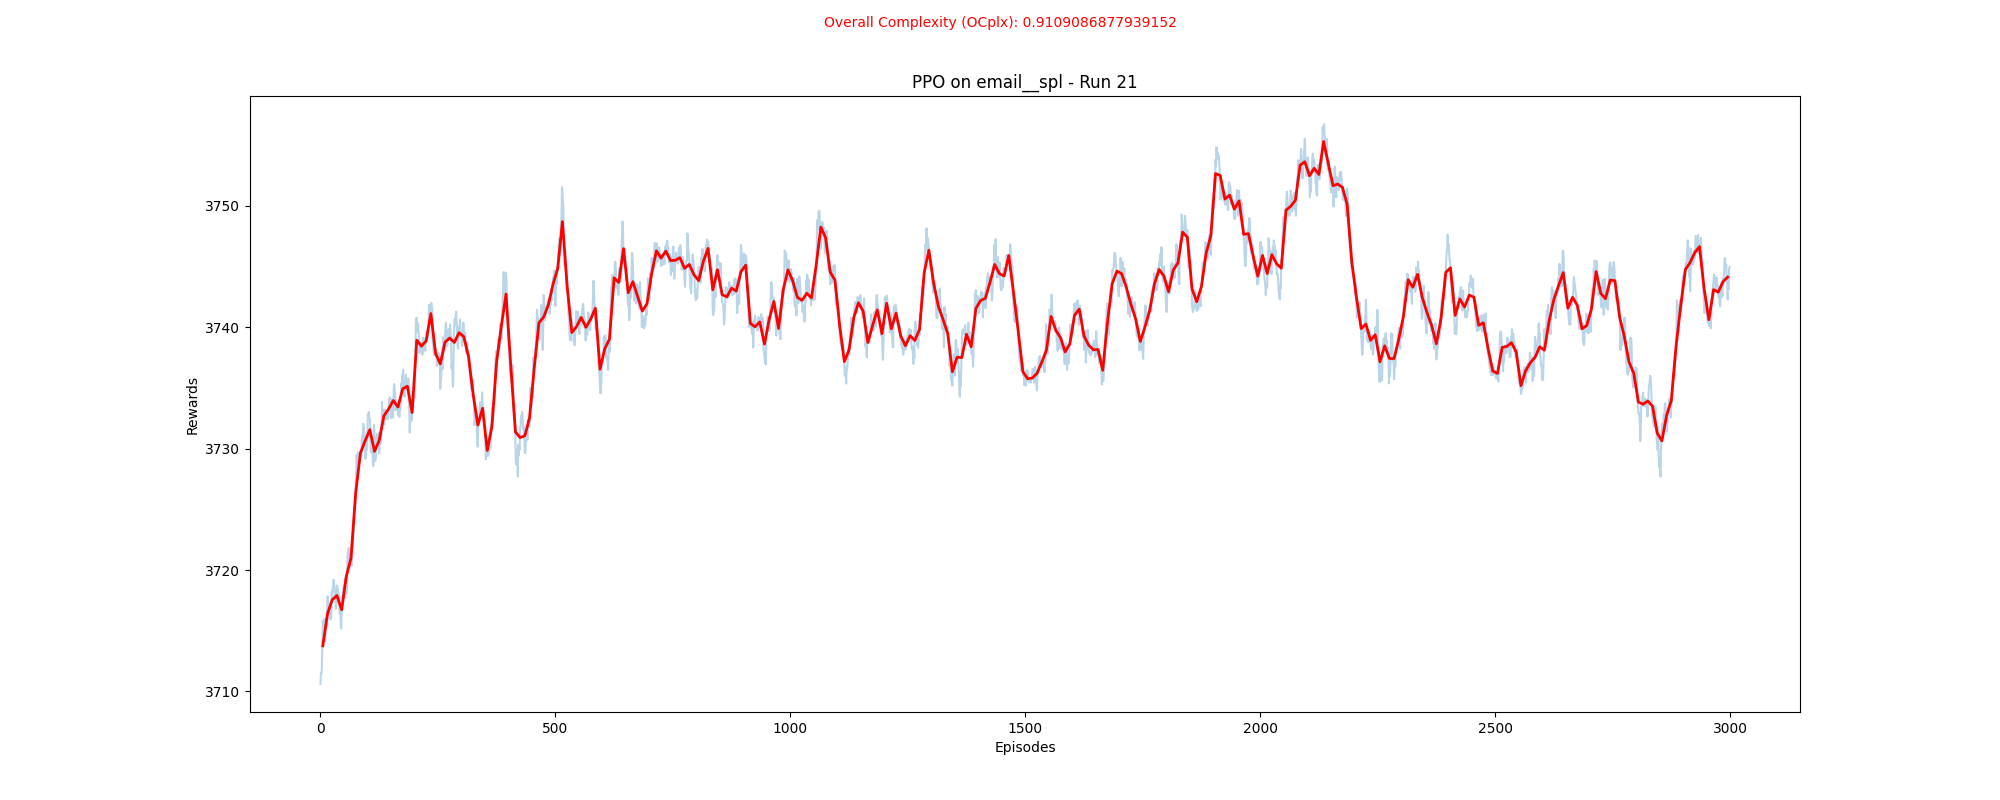 Overall Complexity (OCplx): 0.9109086877939152
PPO on email__spl - Run 21
Rewards
3750
3740
3730
3720
3710
0 500 1000 1500 2000 2500 3000
Episodes